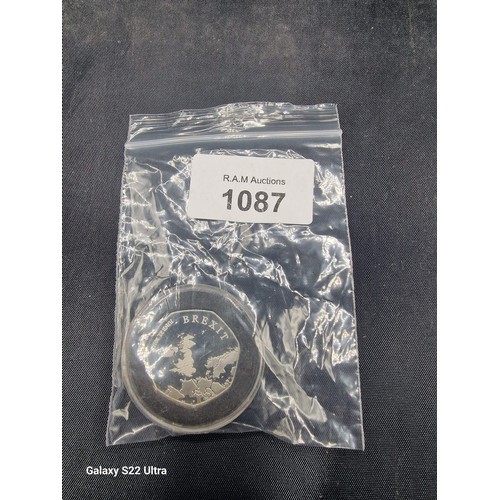 R.A.M Auctions
1087
BREXIT
Galaxy S22 Ultra